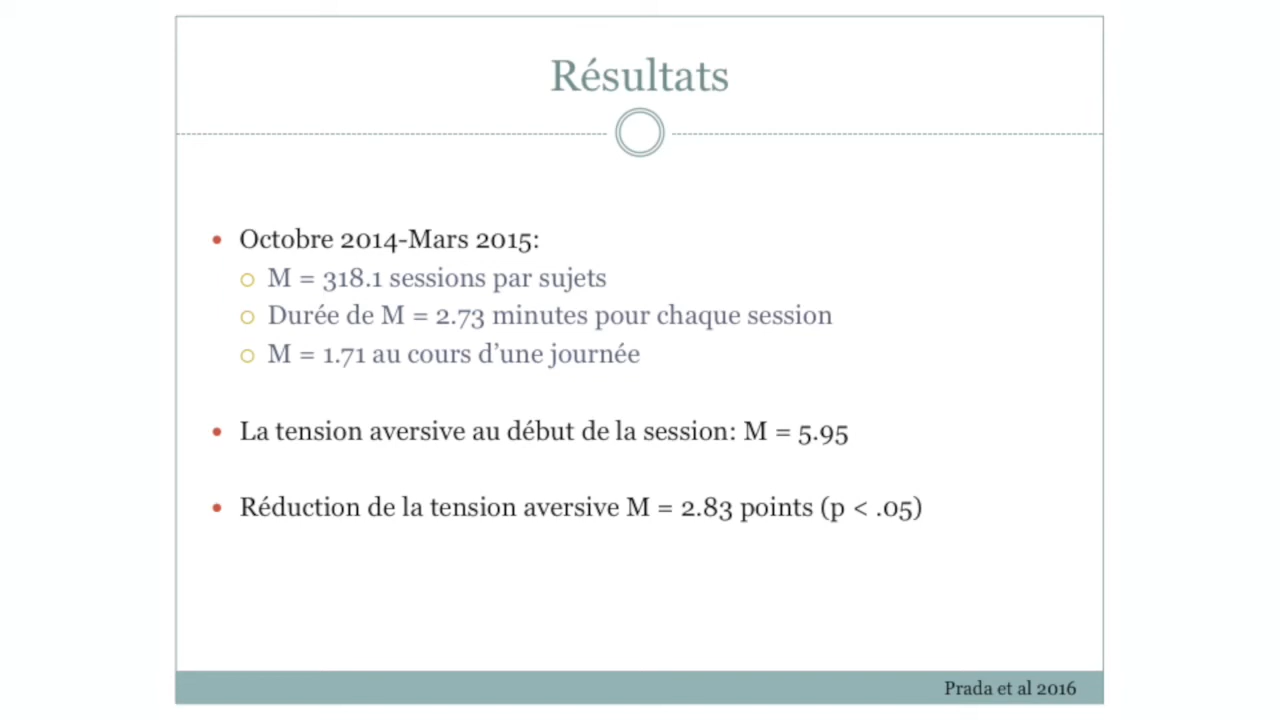 Résultats
Octobre 2014-Mars 2015:
M = 318.1 sessions par sujets
Durée de M = 2.73 minutes pour chaque session
M = 1.71 au cours d’une journée
La tension aversive au début de la session: M = 5.95
Réduction de la tension aversive M = 2.83 points (p < .05)
Prada et al 2016